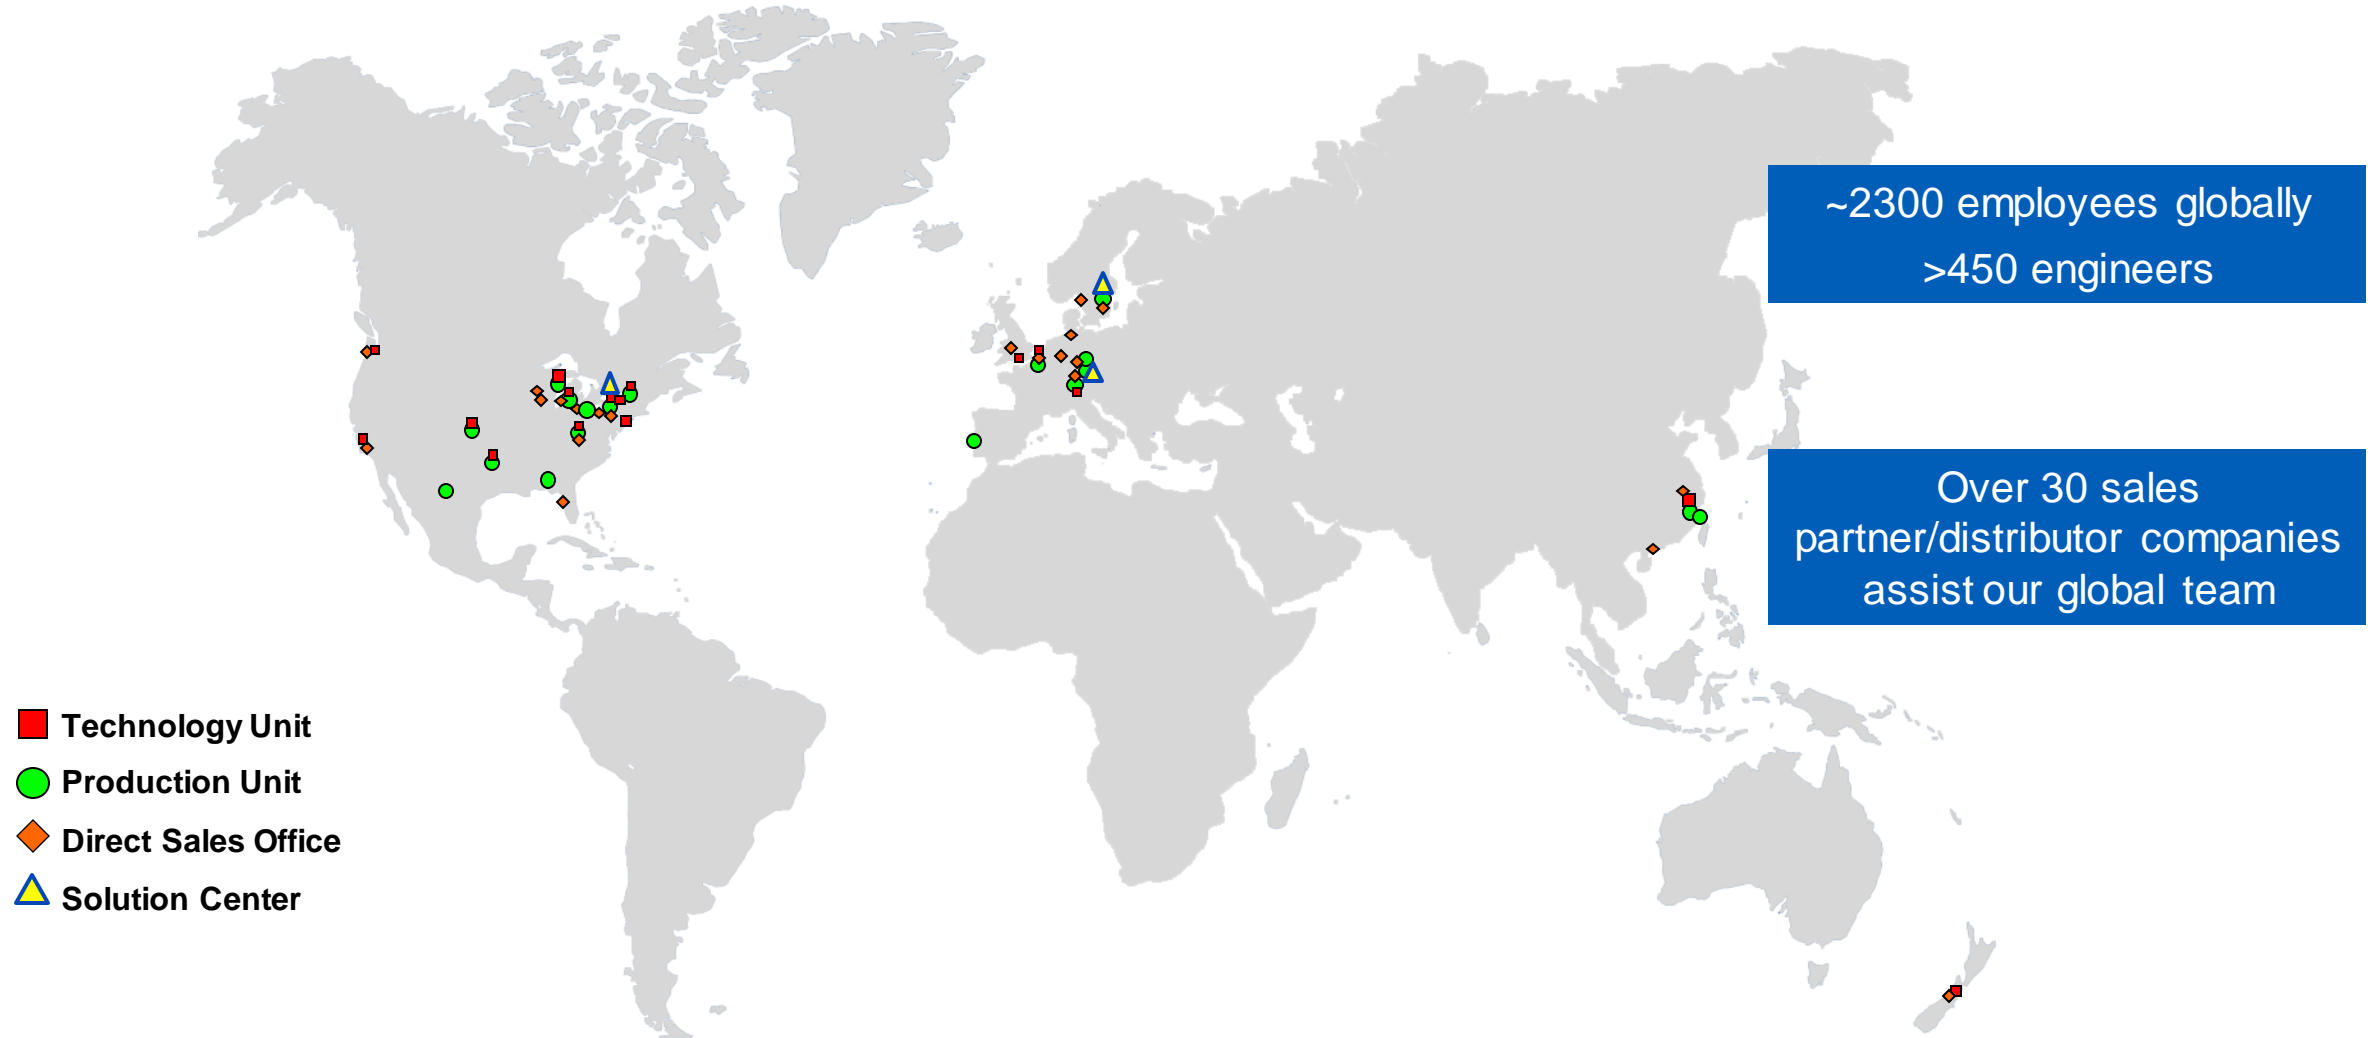 ~2300 employees globally
>450 engineers
Over 30 sales
partner/distributor companies
assist our global team
Technology Unit
Production Unit
Direct Sales Office
Solution Center